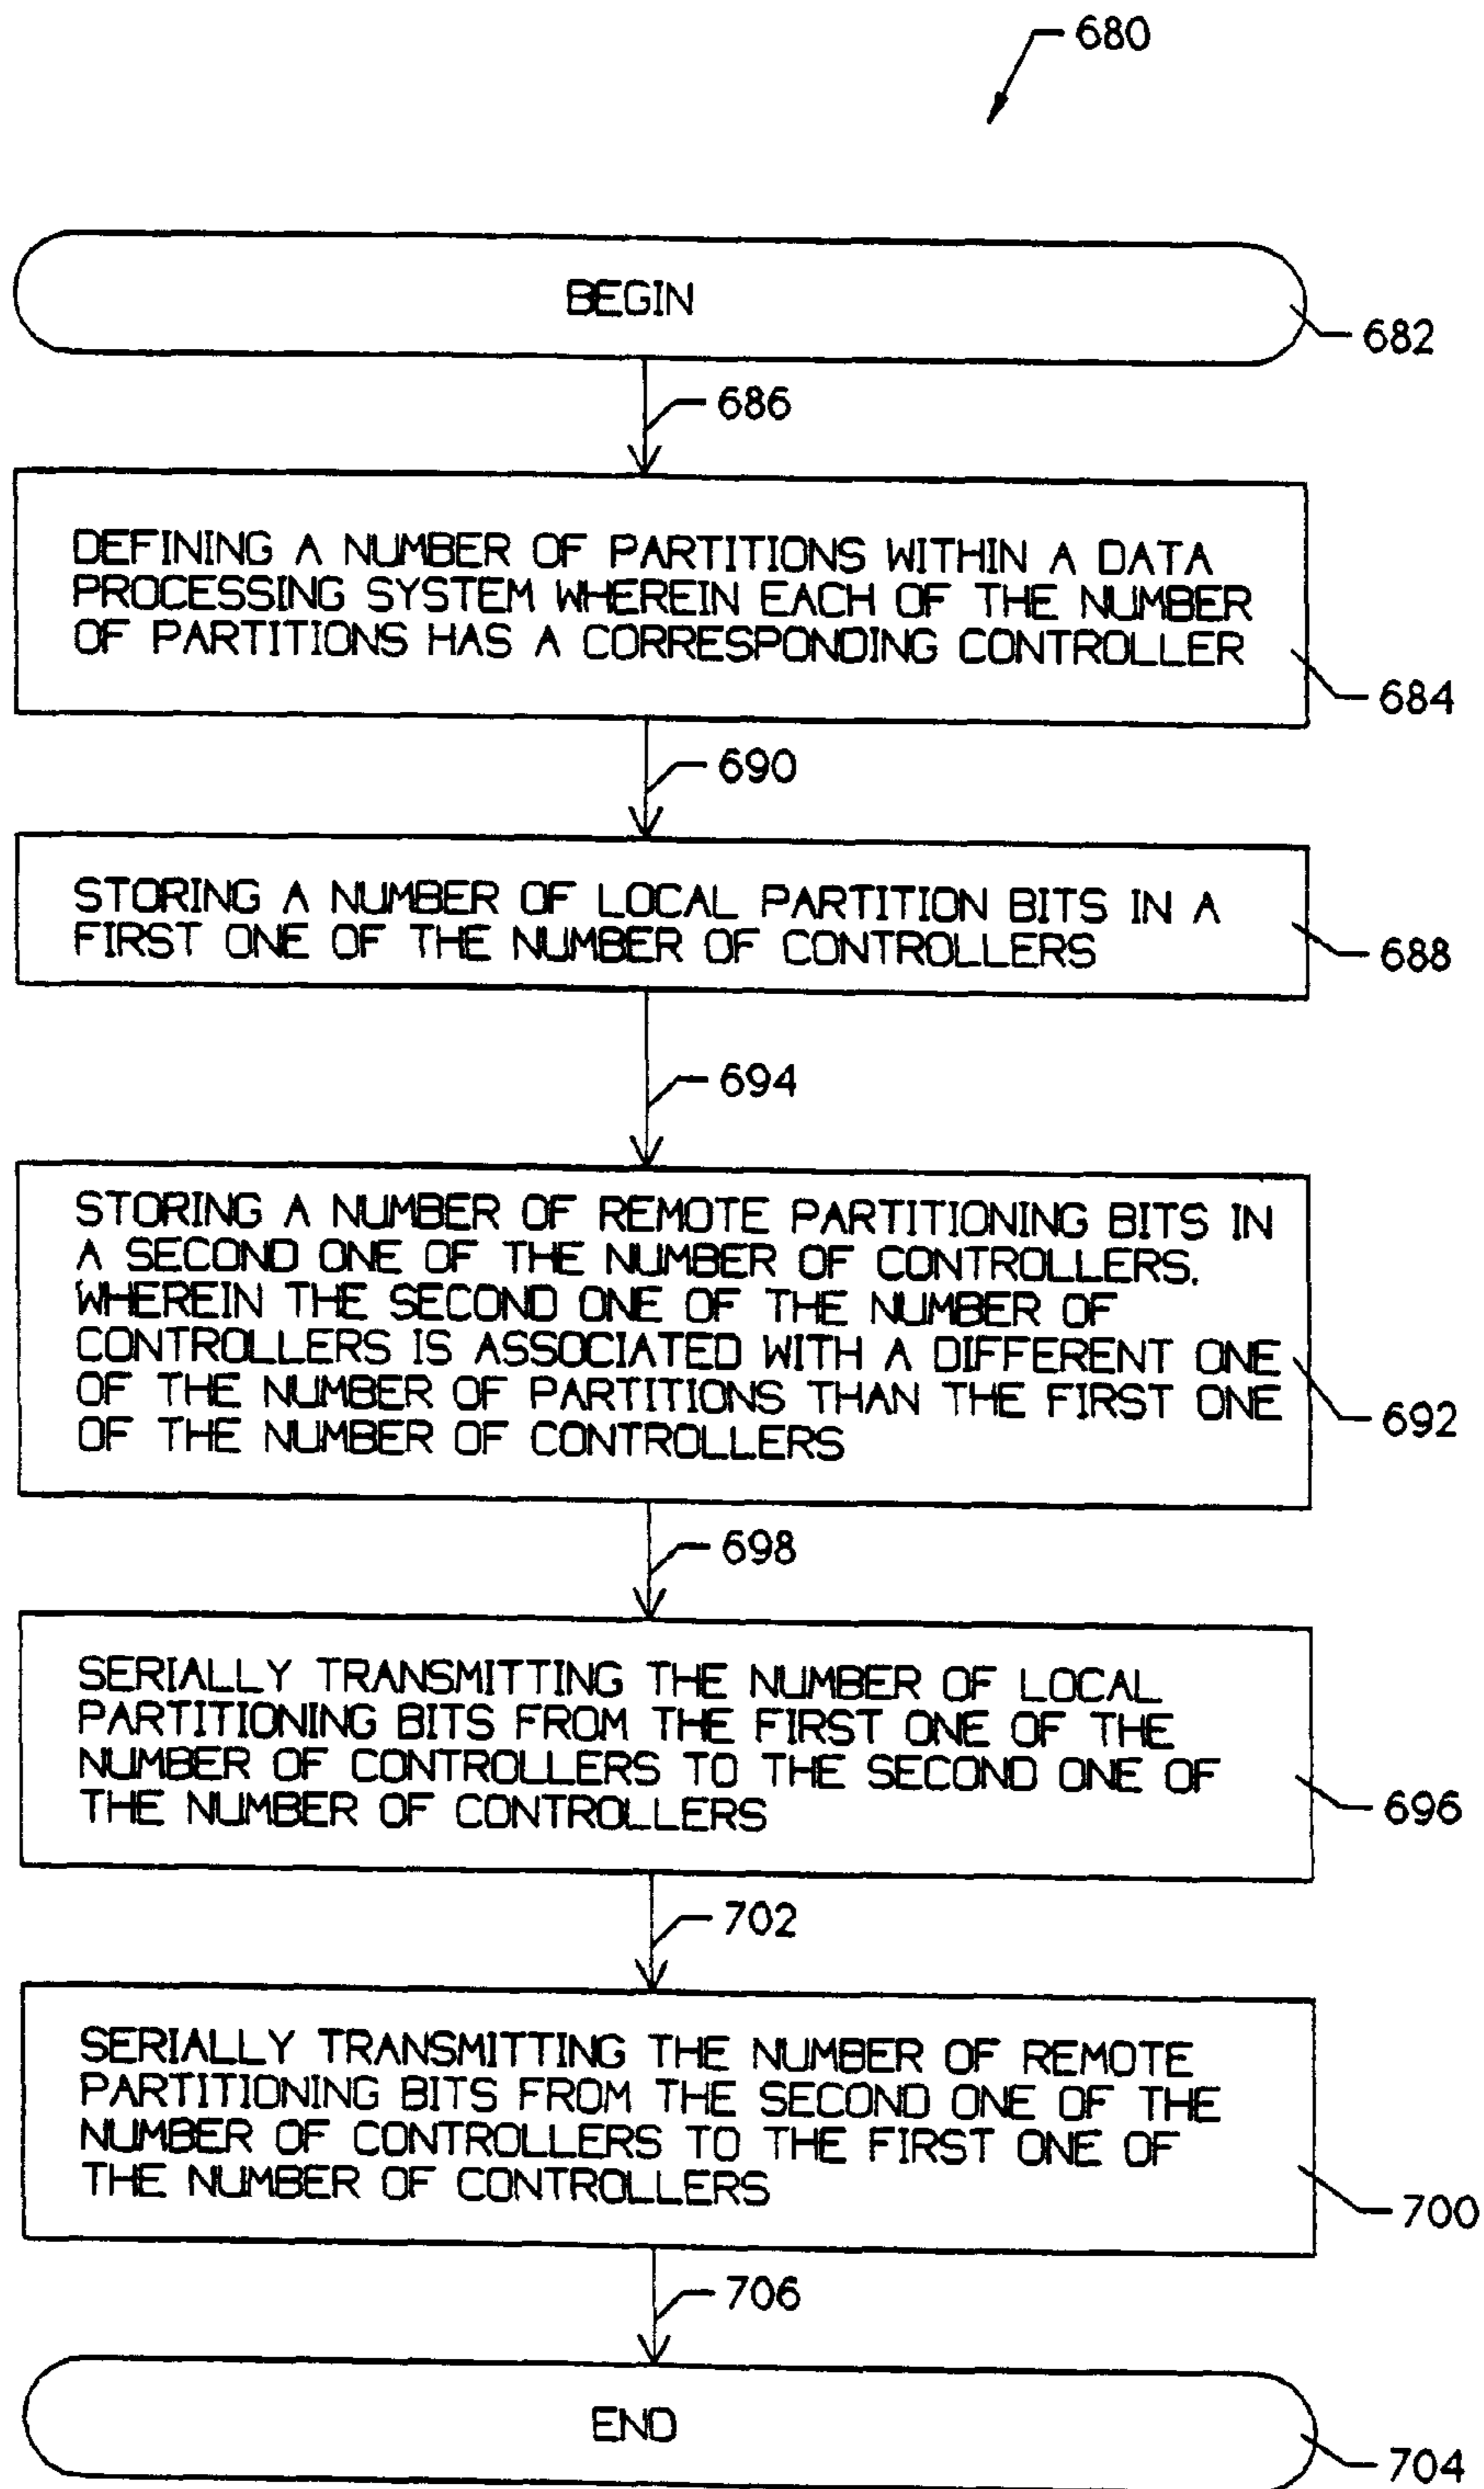 680
BEGIN
682
686
DEFINING A NUMBER OF PARTITIONS WITHIN A DATA
PROCESSING SYSTEM WHEREIN EACH OF THE NUMBER
OF PARTITIONS HAS A CORRESPONDING CONTROLLER
684
690
STORING A NUMBER OF LOCAL PARTITION BITS IN A
FIRST ONE OF THE NUMBER OF CONTROLLERS
688
694
STORING A NUMBER OF REMOTE PARTITIONING BITS IN
A SECOND ONE OF THE NUMBER OF CONTROLLERS.
WHEREIN THE SECOND ONE OF THE NUMBER OF
CONTROLLERS IS ASSOCIATED WITH A DIFFERENT ONE
OF THE NUMBER OF PARTITIONS THAN THE FIRST ONE
OF THE NUMBER OF CONTROLLERS
692
698
SERIALLY TRANSMITTING THE NUMBER OF LOCAL
PARTITIONING BITS FROM THE FIRST ONE OF THE
NUMBER OF CONTROLLERS TO THE SECOND ONE OF
THE NUMBER OF CONTROLLERS
696
702
SERIALLY TRANSMITTING THE NUMBER OF REMOTE
PARTITIONING BITS FROM THE SECOND ONE OF THE
NUMBER OF CONTROLLERS TO THE FIRST ONE OF
THE NUMBER OF CONTROLLERS
700
706
END
704